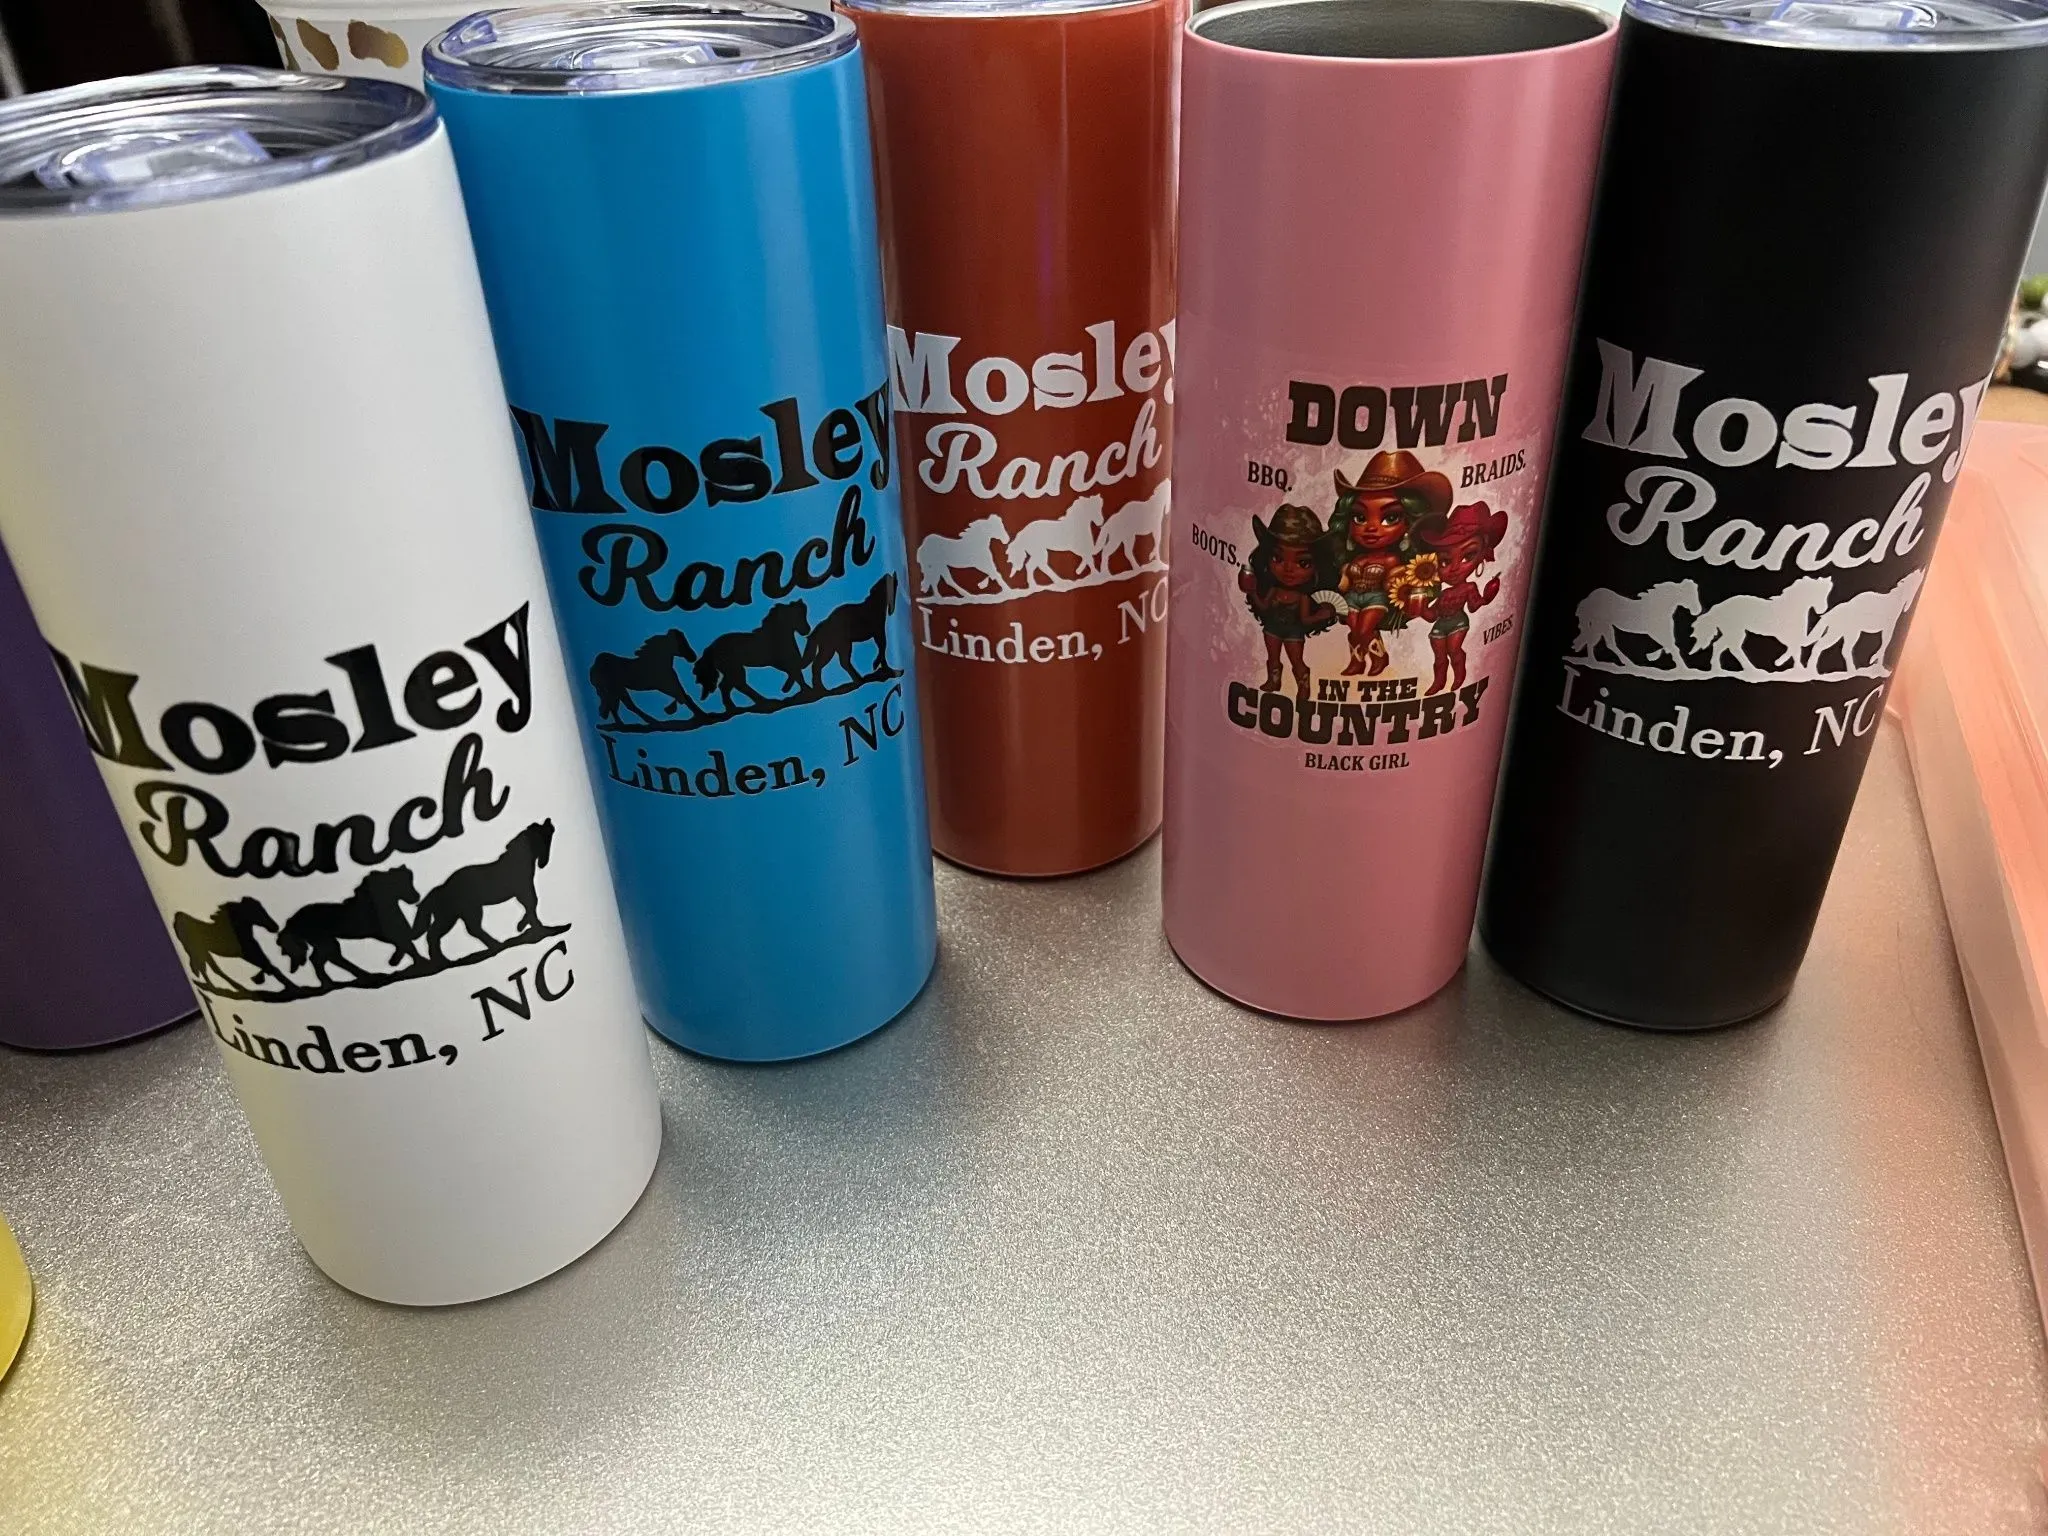 Mosley
Ranch
Linden, NC
Mosley
Ranch
Linden, NC
Mosley
Ranch
Linden, NC
DOWN
BBQ.
BRAIDS.
BOOTS.
VIBES
IN THE
COUNTRY
BLACK GIRL
Mosley
Ranch
Linden, NC